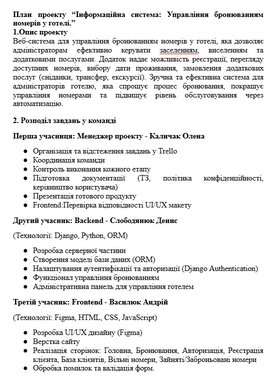 План проекту "Інформаційна система: Управління бронюванням
номерів у готелі."
1.Опис проекту
Веб-система для управління бронюванням номерів у готелі, яка дозволяє
адміністраторам ефективно керувати заселенням, виселенням та
додатковими послугами. Додаток надає можливість реєстрації, перегляду
доступних номерів, вибору дати проживання, замовлення додаткових
послуг (сніданки, трансфер, екскурсії). Зручна та ефективна система для
адміністратора готелю, яка спрощує процес бронювання, покращує
управління номерами та підвищує рівень обслуговування через
автоматизацію.
2. Розподіл завдань у команді
Перша учасниця: Менеджер проекту - Каличак Олена
● Організація та відстеження завдань у Trello
● Координація команди
● Контроль виконання кожного етапу
● Підготовка документації (ТЗ, політика конфіденційності,
керівництво користувача)
● Презентація готового продукту
● Frontend:Перевірка відповідності UI/UX макету
Другий учасник: Backend - Слободянюк Денис
(Технології: Django, Python, ORM)
● Розробка серверної частини
● Створення моделі бази даних (ORM)
● Налаштування аутентифікації та авторизації (Django Authentication)
● Функціонал управління бронюванням
● Адміністративна панель для управління готелем
Третій учасник: Frontend - Василюк Андрій
(Технології: Figma, HTML, CSS, JavaScript)
● Розробка UI/UX дизайну (Figma)
● Верстка сайту
● Реалізація сторінок: Головна, Бронювання, Авторизація, Реєстрація
клієнта, База клієнтів, Вільні номери, Зайняті/Заброньовані номери
● Обробка помилок та валідація форм.